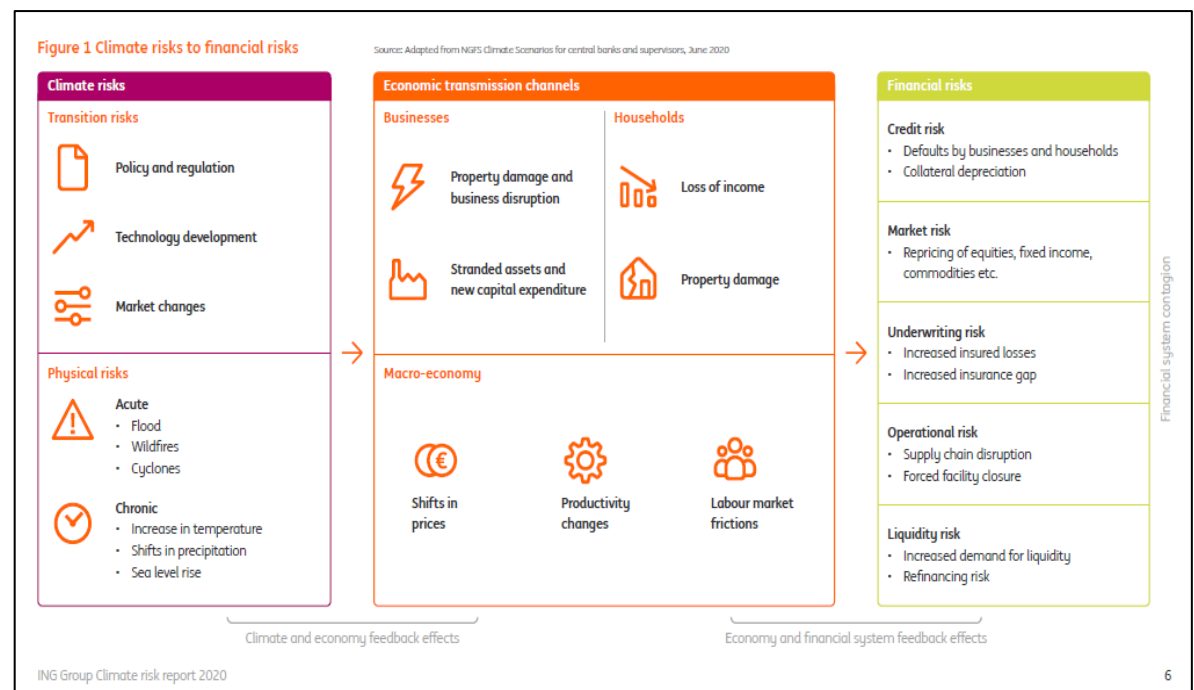 Figure 1 Climate risks to financial risks
Source: Adapted from NGFS Climate Scenarios for central banks and supervisors, June 2020
Climate risks
Transition risks
Policy and regulation
Technology development
Market changes
Physical risks
Acute
• Flood
• Wildfires
• Cyclones
Chronic
• Increase in temperature
• Shifts in precipitation
• Sea level rise
Economic transmission channels
Businesses
Property damage and
business disruption
Stranded assets and
new capital expenditure
Households
Loss of income
Property damage
Macro-economy
€
Shifts in
prices
Productivity
changes
Labour market
frictions
Financial risks
Credit risk
• Defaults by businesses and households
• Collateral depreciation
Market risk
• Repricing of equities, fixed income,
commodities etc.
Underwriting risk
• Increased insured losses
• Increased insurance gap
Operational risk
• Supply chain disruption
• Forced facility closure
Liquidity risk
• Increased demand for liquidity
• Refinancing risk
Financial system contagion
Climate and economy feedback effects
Economy and financial system feedback effects
ING Group Climate risk report 2020
6